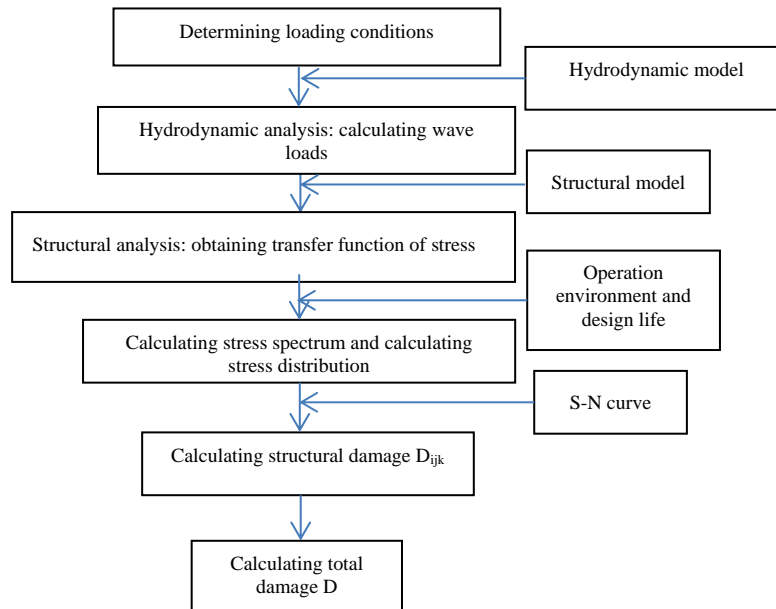 Determining loading conditions
Hydrodynamic model
Hydrodynamic analysis: calculating wave
loads
Structural model
Structural analysis: obtaining transfer function of stress
Operation
environment and
design life
Calculating stress spectrum and calculating
stress distribution
S-N curve
Calculating structural damage Dijk
Calculating total
damage D